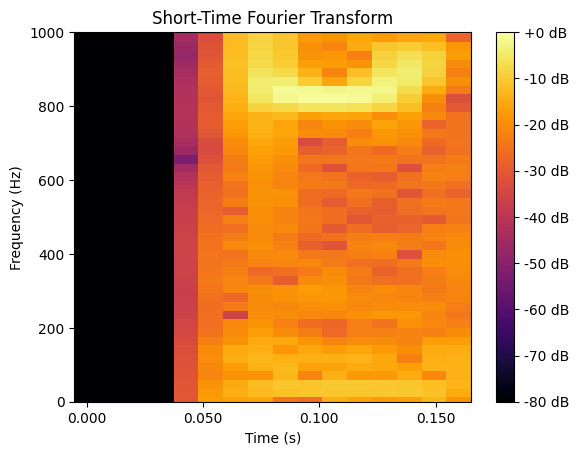 Short-Time Fourier Transform
1000
800
600
400
200
0
Frequency (Hz)
0.000
0.050
0.100
0.150
Time (s)
+0 dB
-10 dB
-20 dB
-30 dB
-40 dB
-50 dB
-60 dB
-70 dB
-80 dB